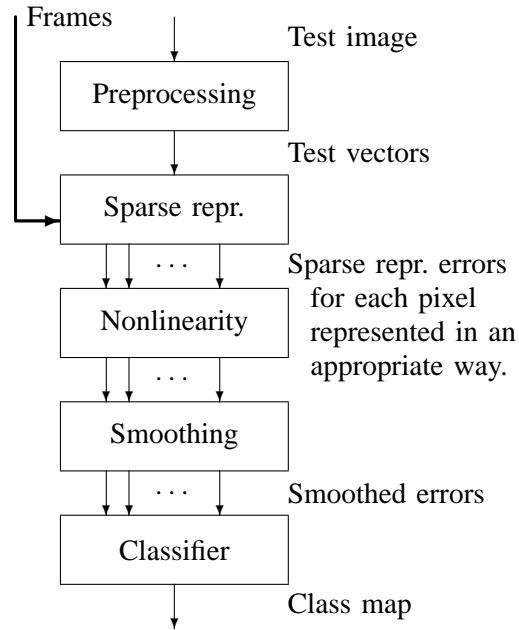 Frames
Test image
Preprocessing
Test vectors
Sparse repr.
. . .
Sparse repr. errors
for each pixel
represented in an
appropriate way.
Nonlinearity
. . .
Smoothing
. . .
Smoothed errors
Classifier
Class map